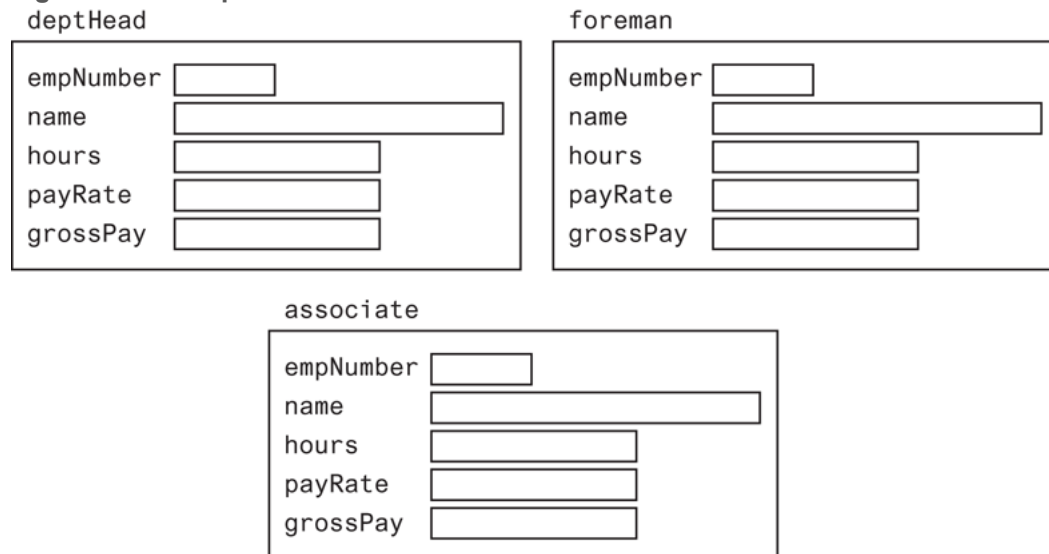 deptHead
empNumber
name
hours
payRate
grossPay
foreman
empNumber
name
hours
payRate
grossPay
associate
empNumber
name
hours
payRate
grossPay